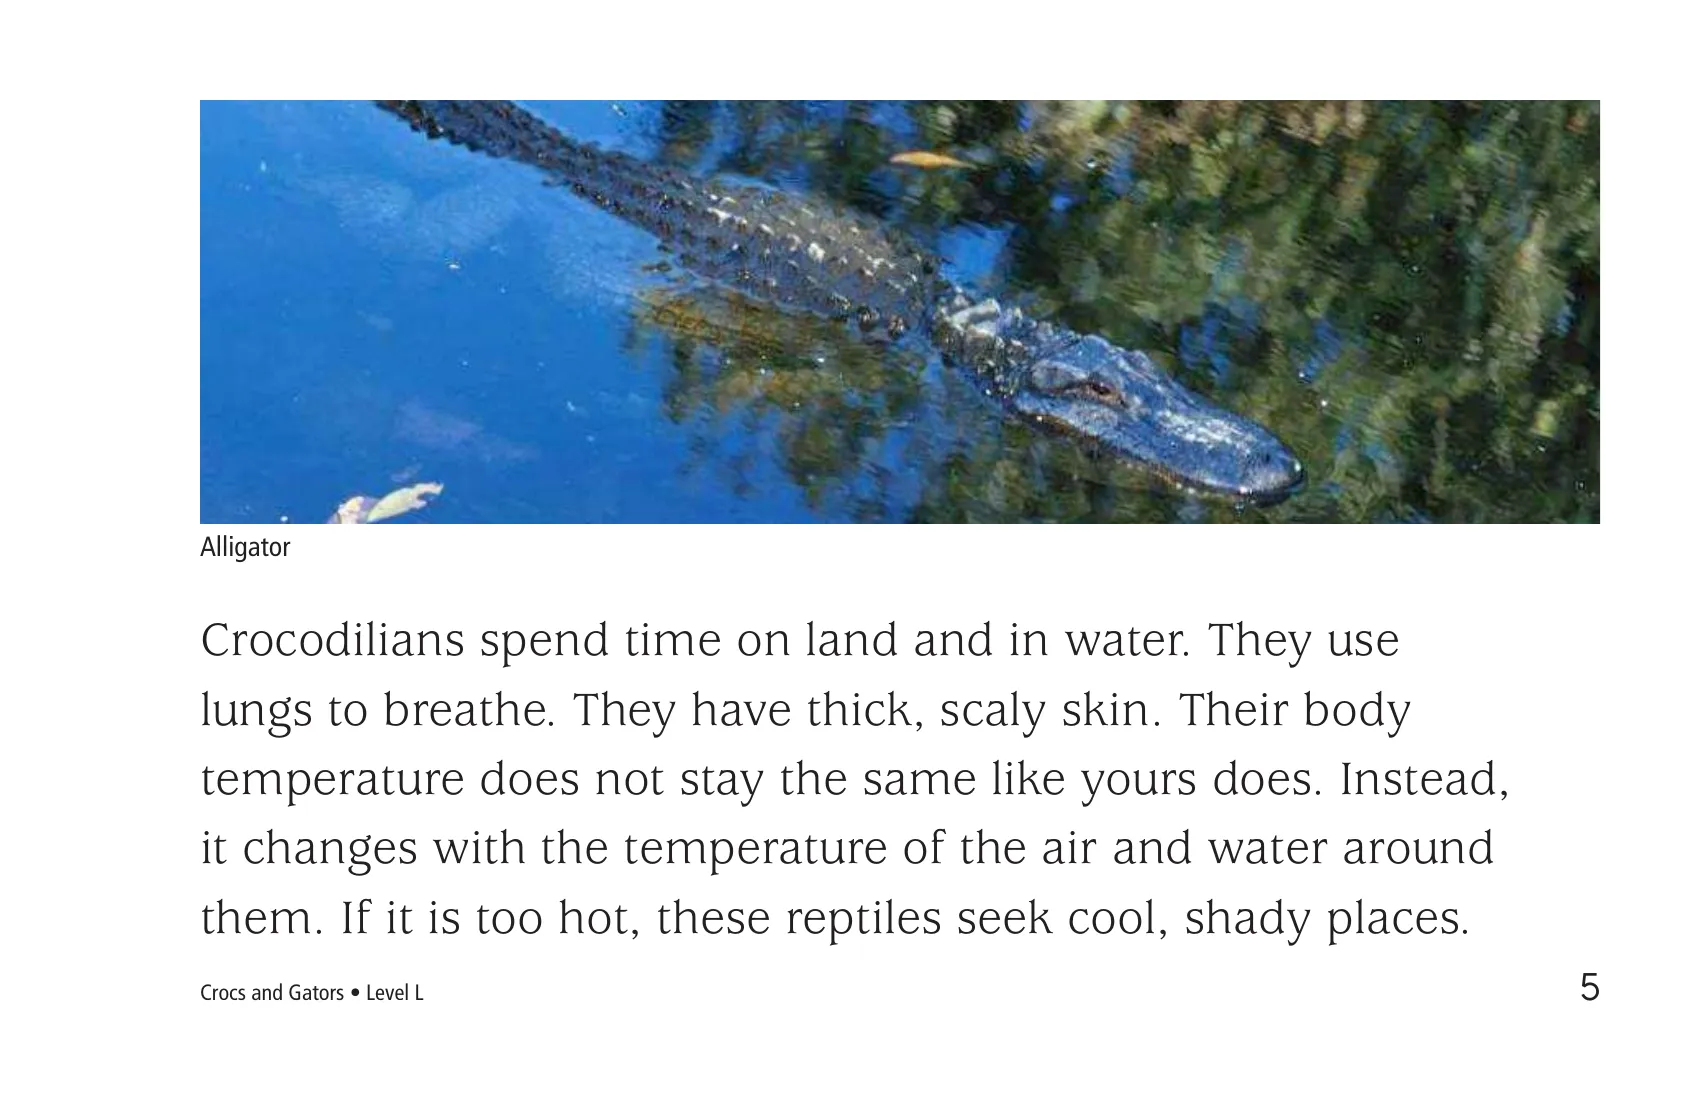 Alligator
Crocodilians spend time on land and in water. They use
lungs to breathe. They have thick, scaly skin. Their body
temperature does not stay the same like yours does. Instead,
it changes with the temperature of the air and water around
them. If it is too hot, these reptiles seek cool, shady places.
Crocs and Gators • Level L
5